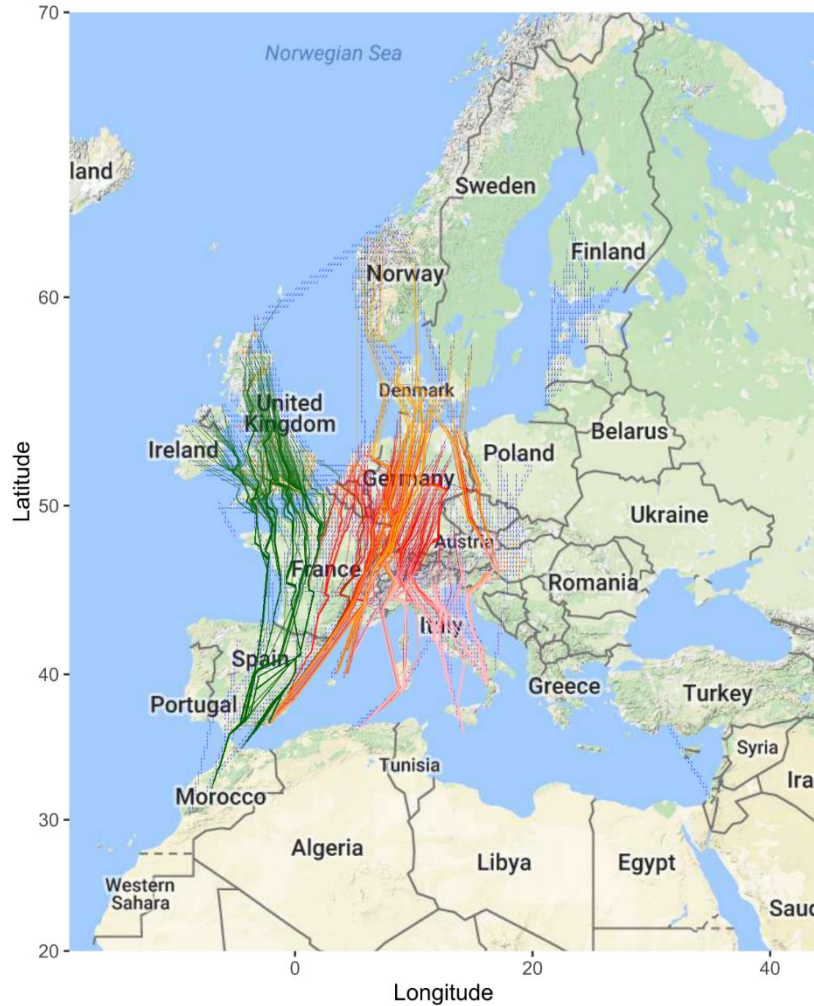 70
Norwegian Sea
land
Sweden
Finland
Norway
60
Denmark
United
Kingdom
Ireland
Belarus
Poland
Germany
50
Ukraine
Austria
France
Romania
Italy
Spain
40
Greece
Turkey
Portugal
Syria
Tunisia
Ira
Morocco
30
Algeria
Libya
Egypt
Western
Sahara
Saud
20
0
20
40
Latitude
Longitude